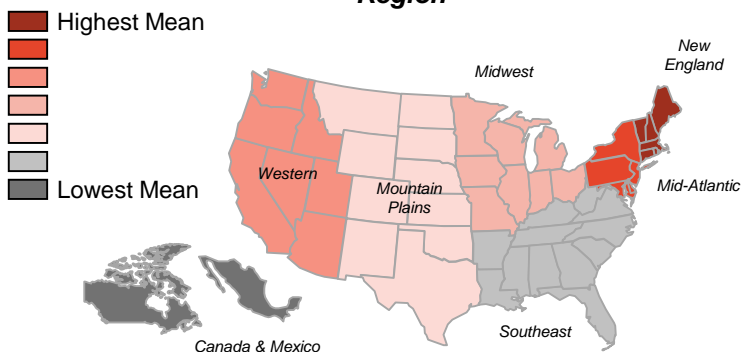 Region
Highest Mean
Lowest Mean
Midwest
New
England
Western
Mountain
Plains
Mid-Atlantic
Southeast
Canada & Mexico